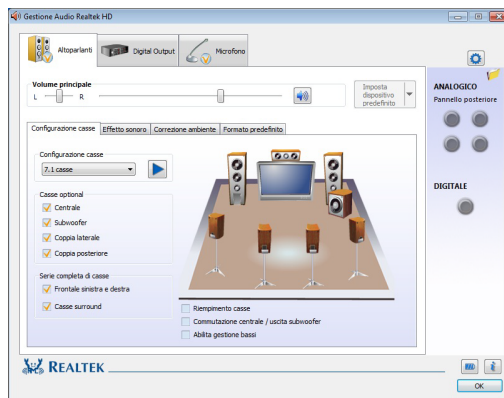 Gestione Audio Realtek HD
Altoparlanti
Digital Output
Microfono
Volume principale
L
R
Imposta
dispositivo
predefinito
ANALOGICO
Pannello posteriore
Configurazione casse
Effetto sonoro
Correzione ambiente
Formato predefinito
Configurazione casse
7.1 casse
Casse optional
Centrale
Subwoofer
Coppia laterale
Coppia posteriore
DIGITALE
Serie completa di casse
Frontale sinistra e destra
Casse surround
Riempimento casse
Commutazione centrale / uscita subwoofer
Abilita gestione bassi
REALTEK
OK